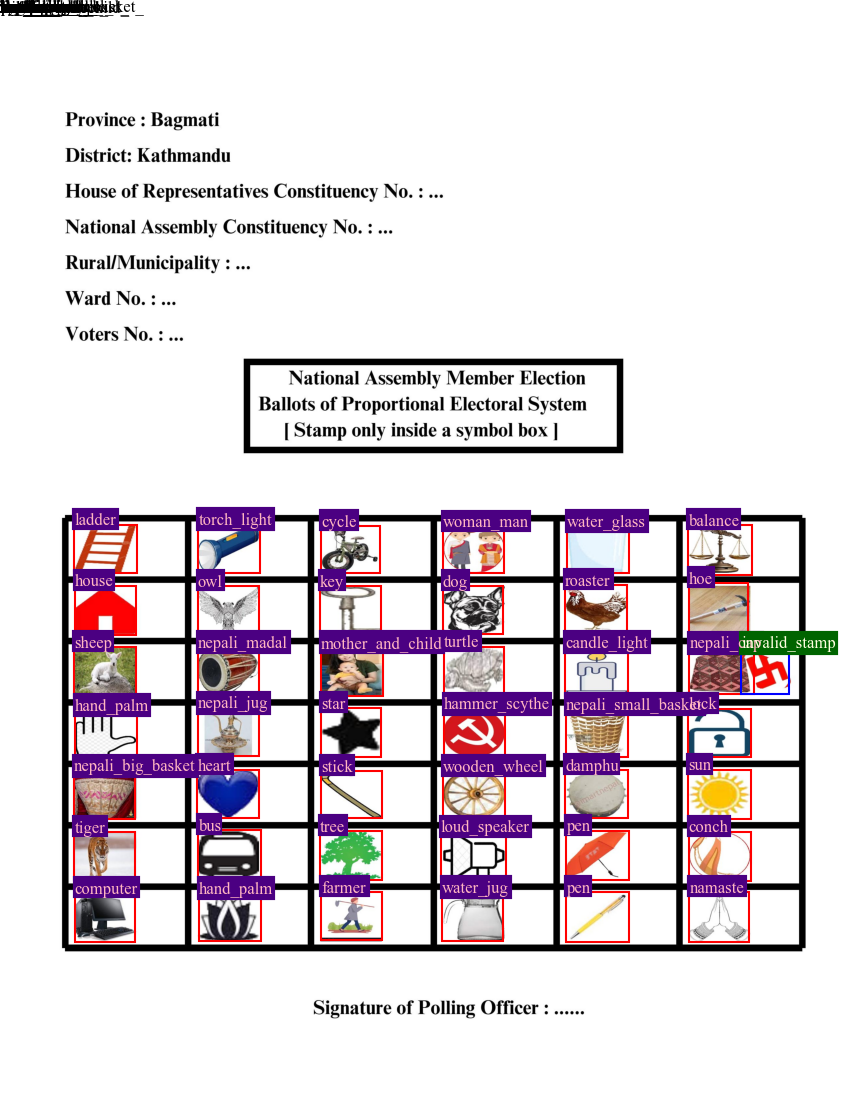 Province : Bagmati
District: Kathmandu
House of Representatives Constituency No. : ...
National Assembly Constituency No. : ...
Rural/Municipality : ...
Ward No. : ...
Voters No. : ...
National Assembly Member Election
Ballots of Proportional Electoral System
[ Stamp only inside a symbol box ]
ladder torch_light cycle woman_man water_glass balance
house owl key dog roaster hoe
sheep nepali_madal mother_and_child turtle candle_light invalid_stamp
hand_palm nepali_jug star hammer_scythe nepali_small_basket
nepali_big_basket heart stick wooden_wheel damphu sun
tiger bus tree loud_speaker pen conch
computer hand_palm farmer water_jug pen namaste
Signature of Polling Officer : ......